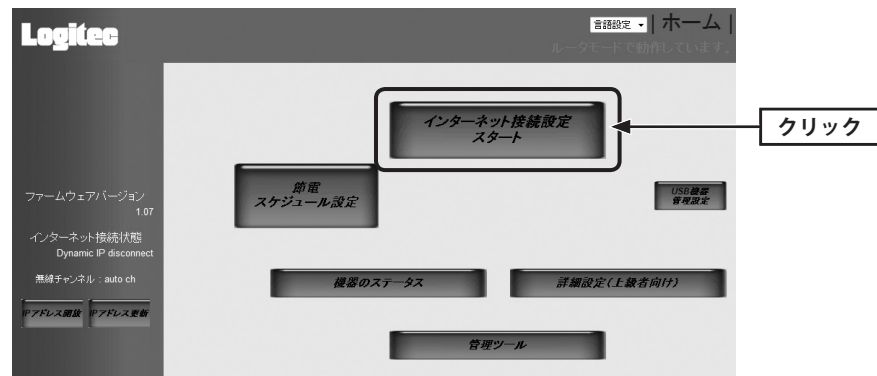 Logitec
言語設定 | ホーム |
ルータモードで動作しています。
インターネット接続設定
スタート
クリック
節電
スケジュール設定
USB機器
管理設定
ファームウェアバージョン
1.07
インターネット接続状態
Dynamic IP disconnect
無線チャンネル : auto ch
機器のステータス
詳細設定(上級者向け)
IPアドレス開放
IPアドレス更新
管理ツール